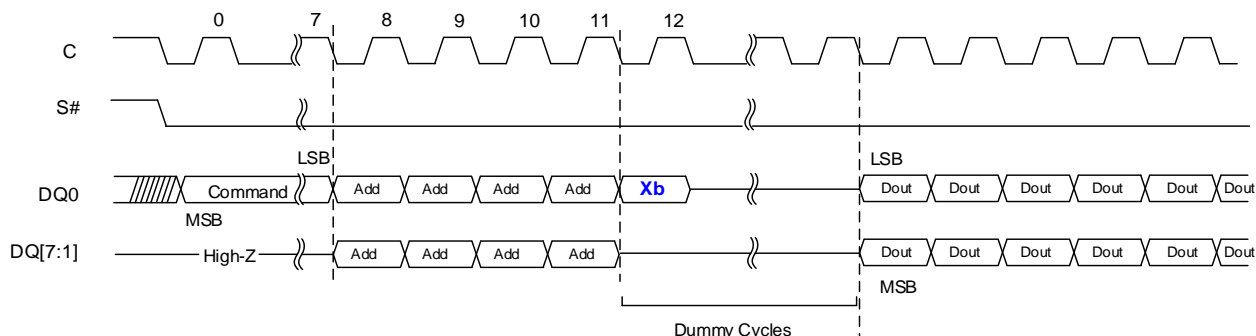 0 7 8 9 10 11 12
C
S#
LSB LSB
DQ0 Command Add Add Add Add Xb Dout Dout Dout Dout Dout Dout
MSB
DQ[7:1] High-Z Add Add Add Add Dout Dout Dout Dout Dout Dout
MSB
Dummy Cycles